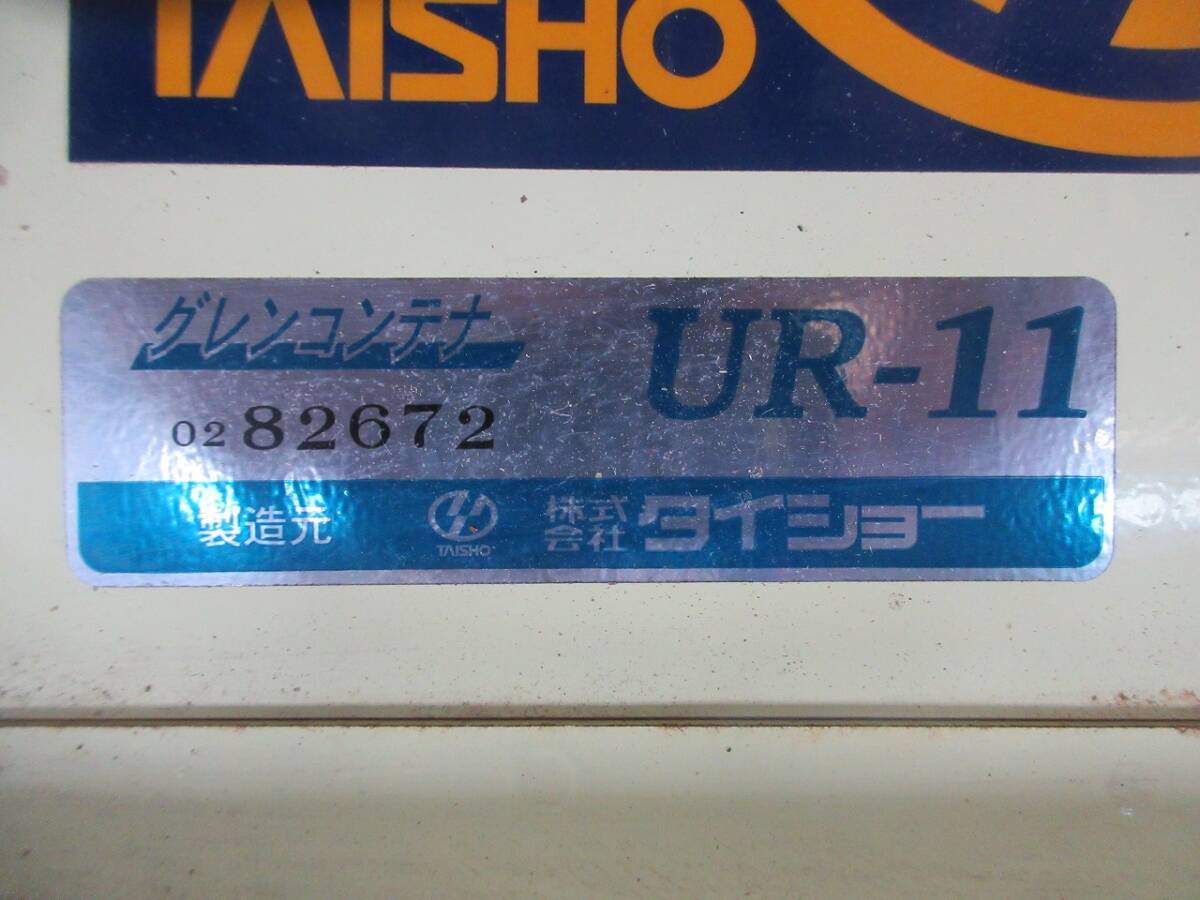 TAISHO
グレンコンテナ UR-11
02 82672
製造元 TAISHO 株式会社 タイショー